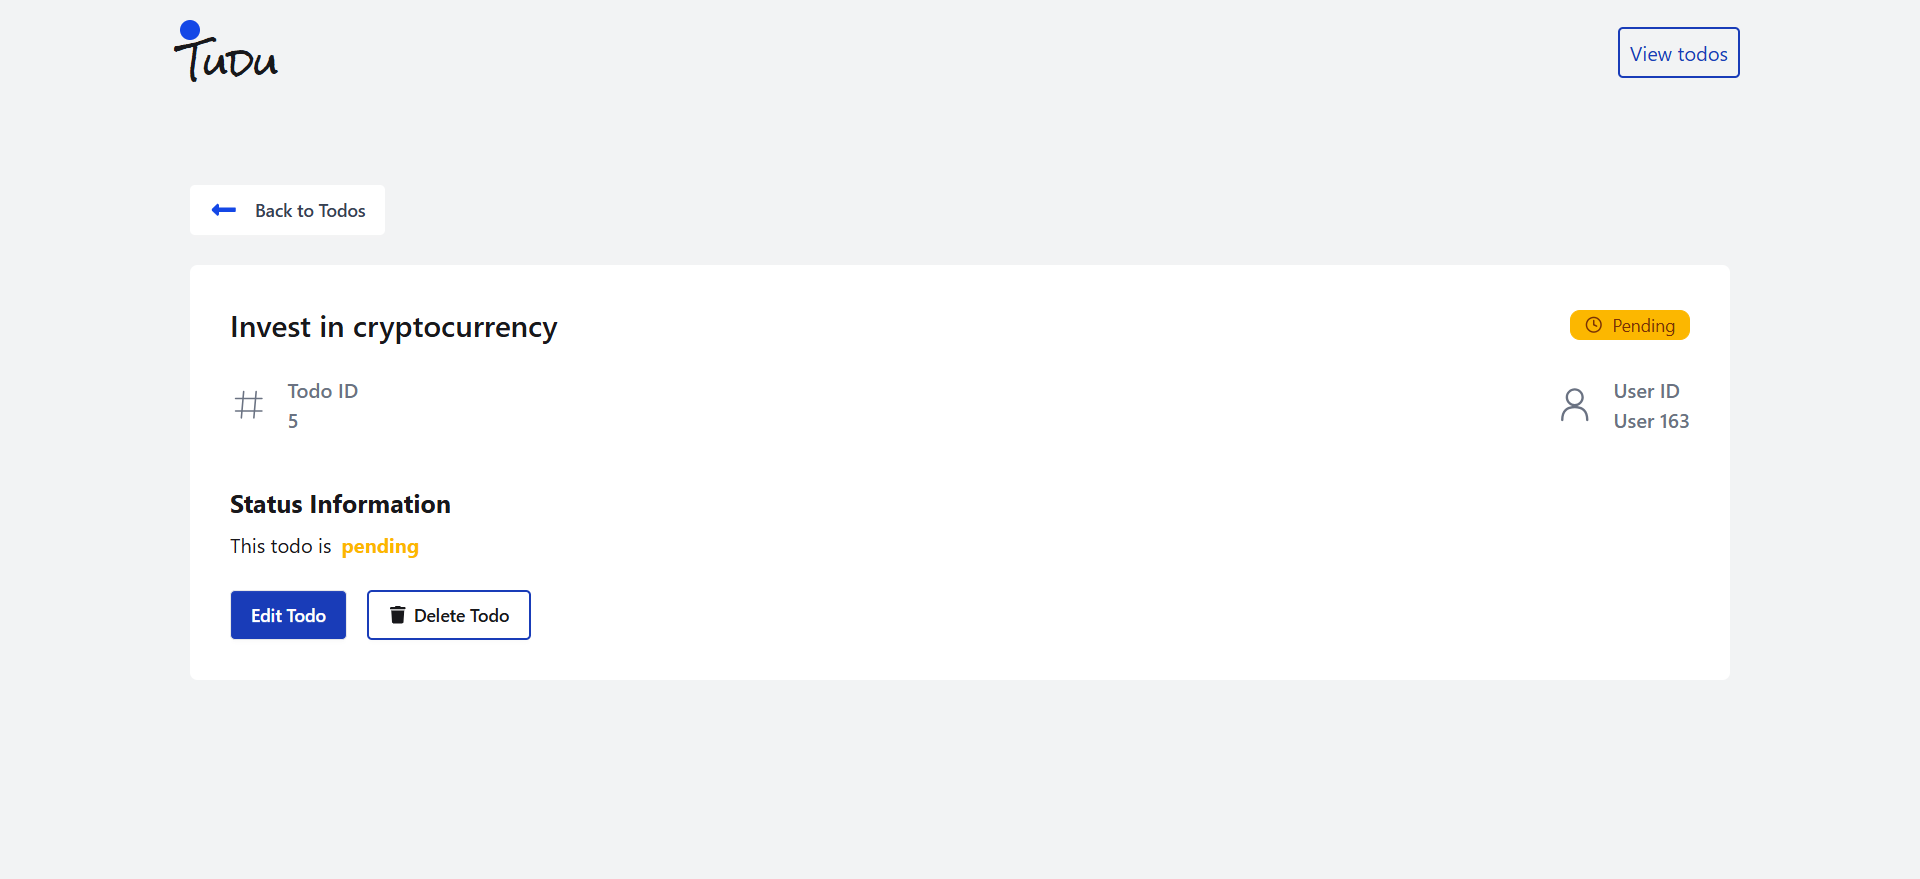 Tudu
View todos
Back to Todos
Invest in cryptocurrency
Pending
Todo ID
5
User ID
User 163
Status Information
This todo is pending
Edit Todo
Delete Todo